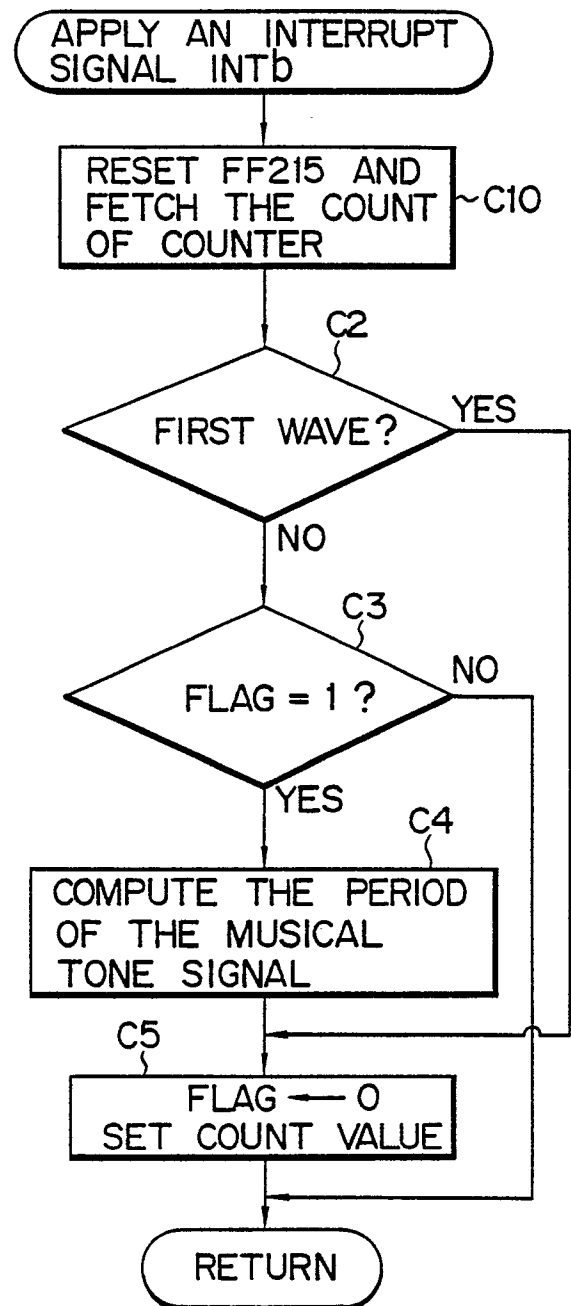 APPLY AN INTERRUPT
SIGNAL INTb
RESET FF215 AND
FETCH THE COUNT
OF COUNTER
C10
C2
FIRST WAVE?
YES
NO
C3
FLAG = 1 ?
NO
YES
C4
COMPUTE THE PERIOD
OF THE MUSICAL
TONE SIGNAL
C5
FLAG ← 0
SET COUNT VALUE
RETURN